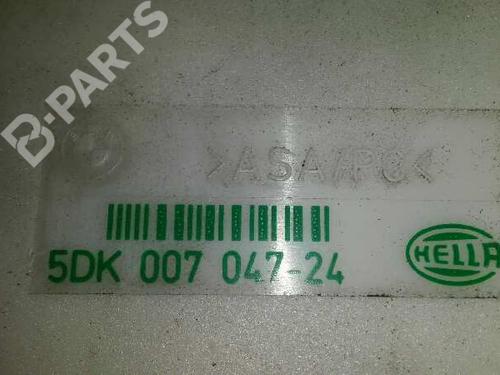 B-PARTS
>ASA/PC<
5DK 007 047-24
HELLA